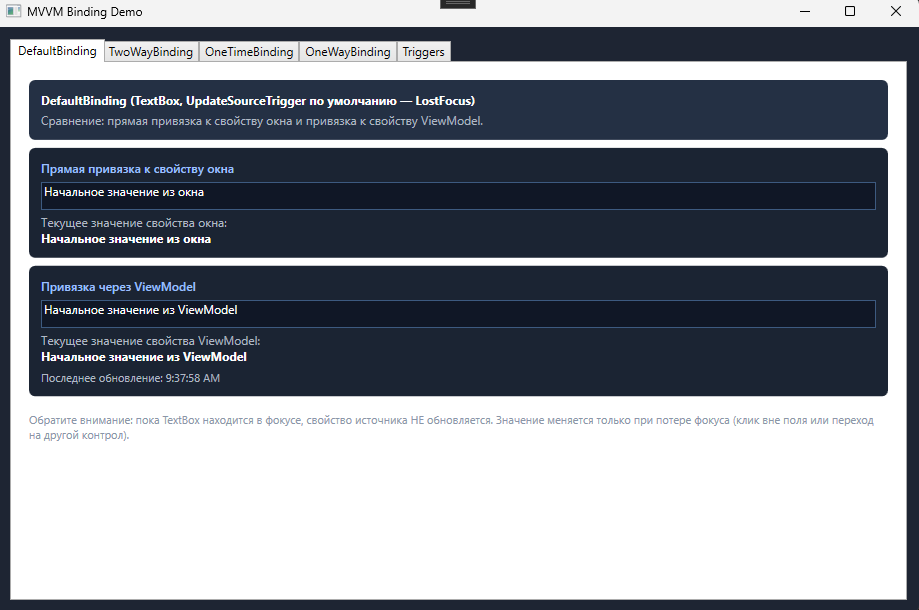 MVVM Binding Demo
DefaultBinding TwoWayBinding OneTimeBinding OneWayBinding Triggers
DefaultBinding (TextBox, UpdateSourceTrigger по умолчанию — LostFocus)
Сравнение: прямая привязка к свойству окна и привязка к свойству ViewModel.
Прямая привязка к свойству окна
Начальное значение из окна
Текущее значение свойства окна:
Начальное значение из окна
Привязка через ViewModel
Начальное значение из ViewModel
Текущее значение свойства ViewModel:
Начальное значение из ViewModel
Последнее обновление: 9:37:58 AM
Обратите внимание: пока TextBox находится в фокусе, свойство источника НЕ обновляется. Значение меняется только при потере фокуса (клик вне поля или переход
на другой контрол).